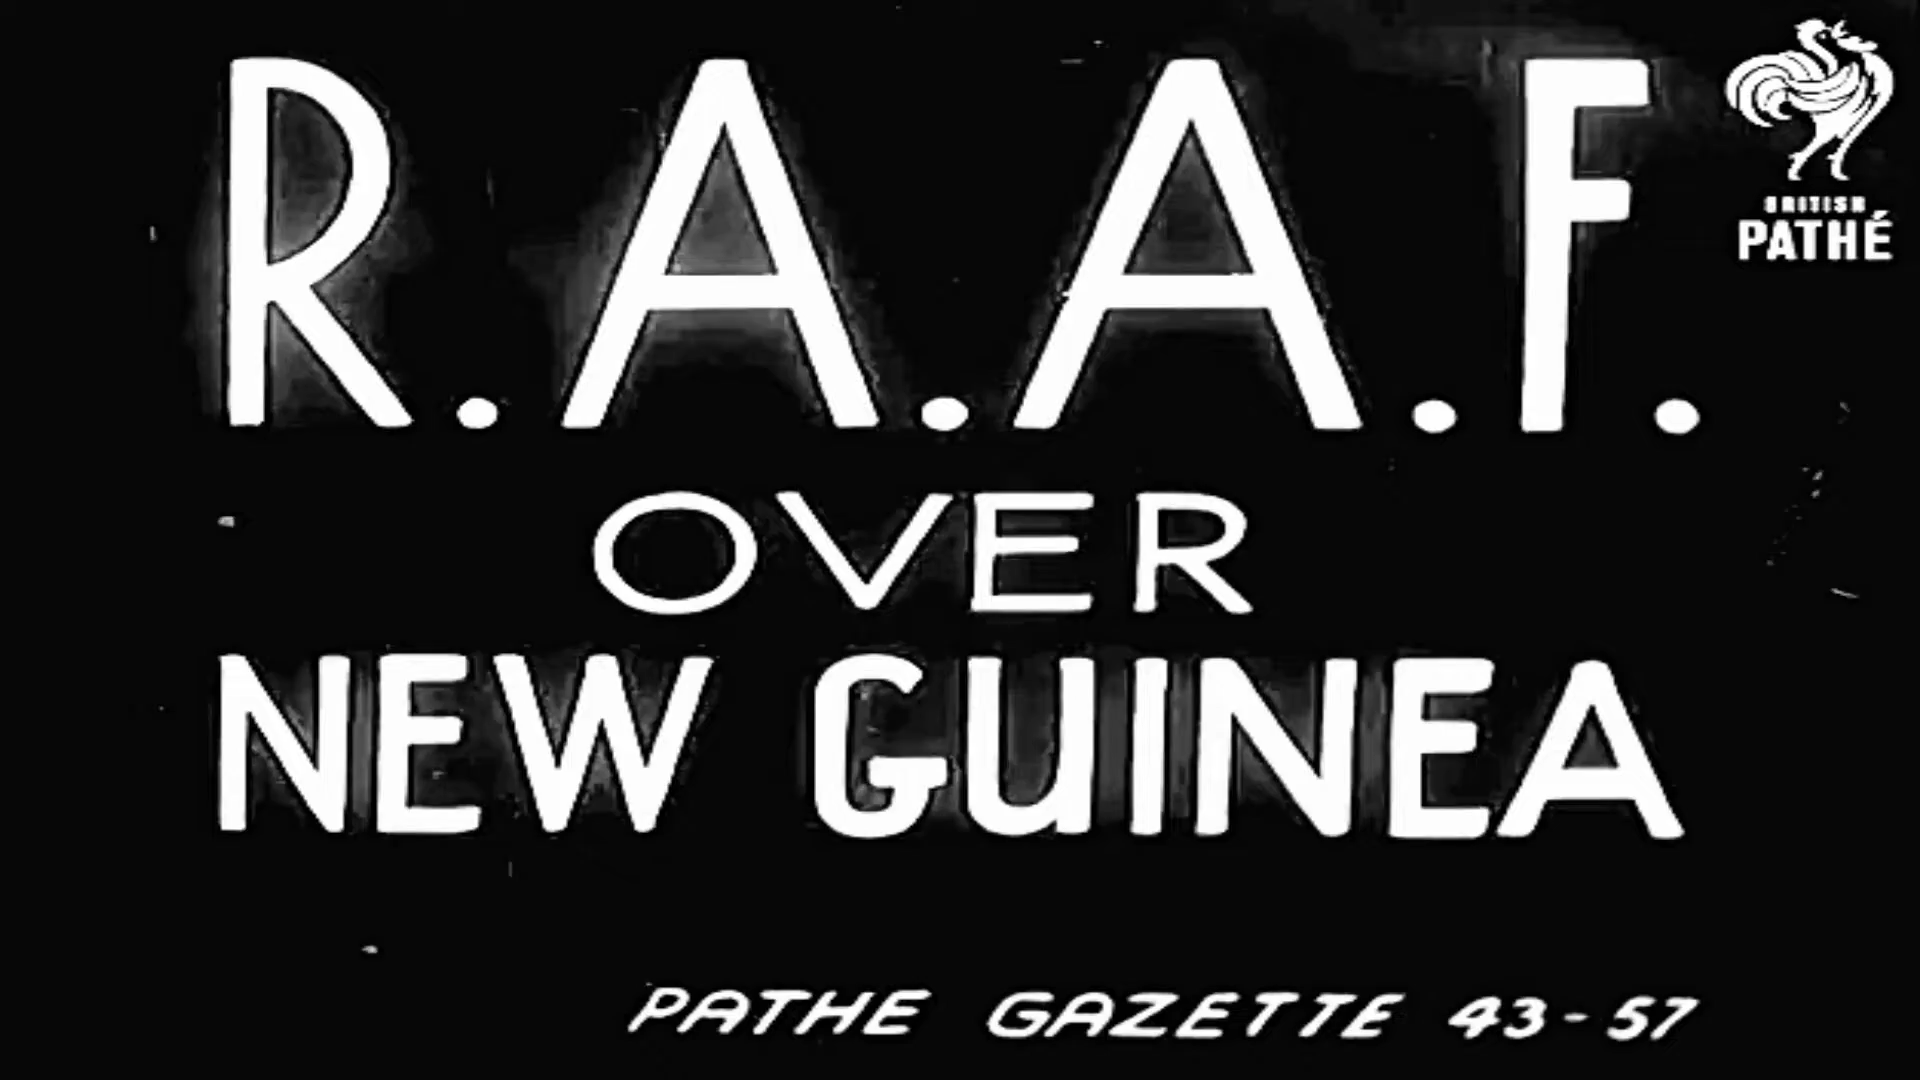 R.A.A.F.
BRITISH
PATHÉ
OVER
NEW GUINEA
PATHE GAZETTE 43-57